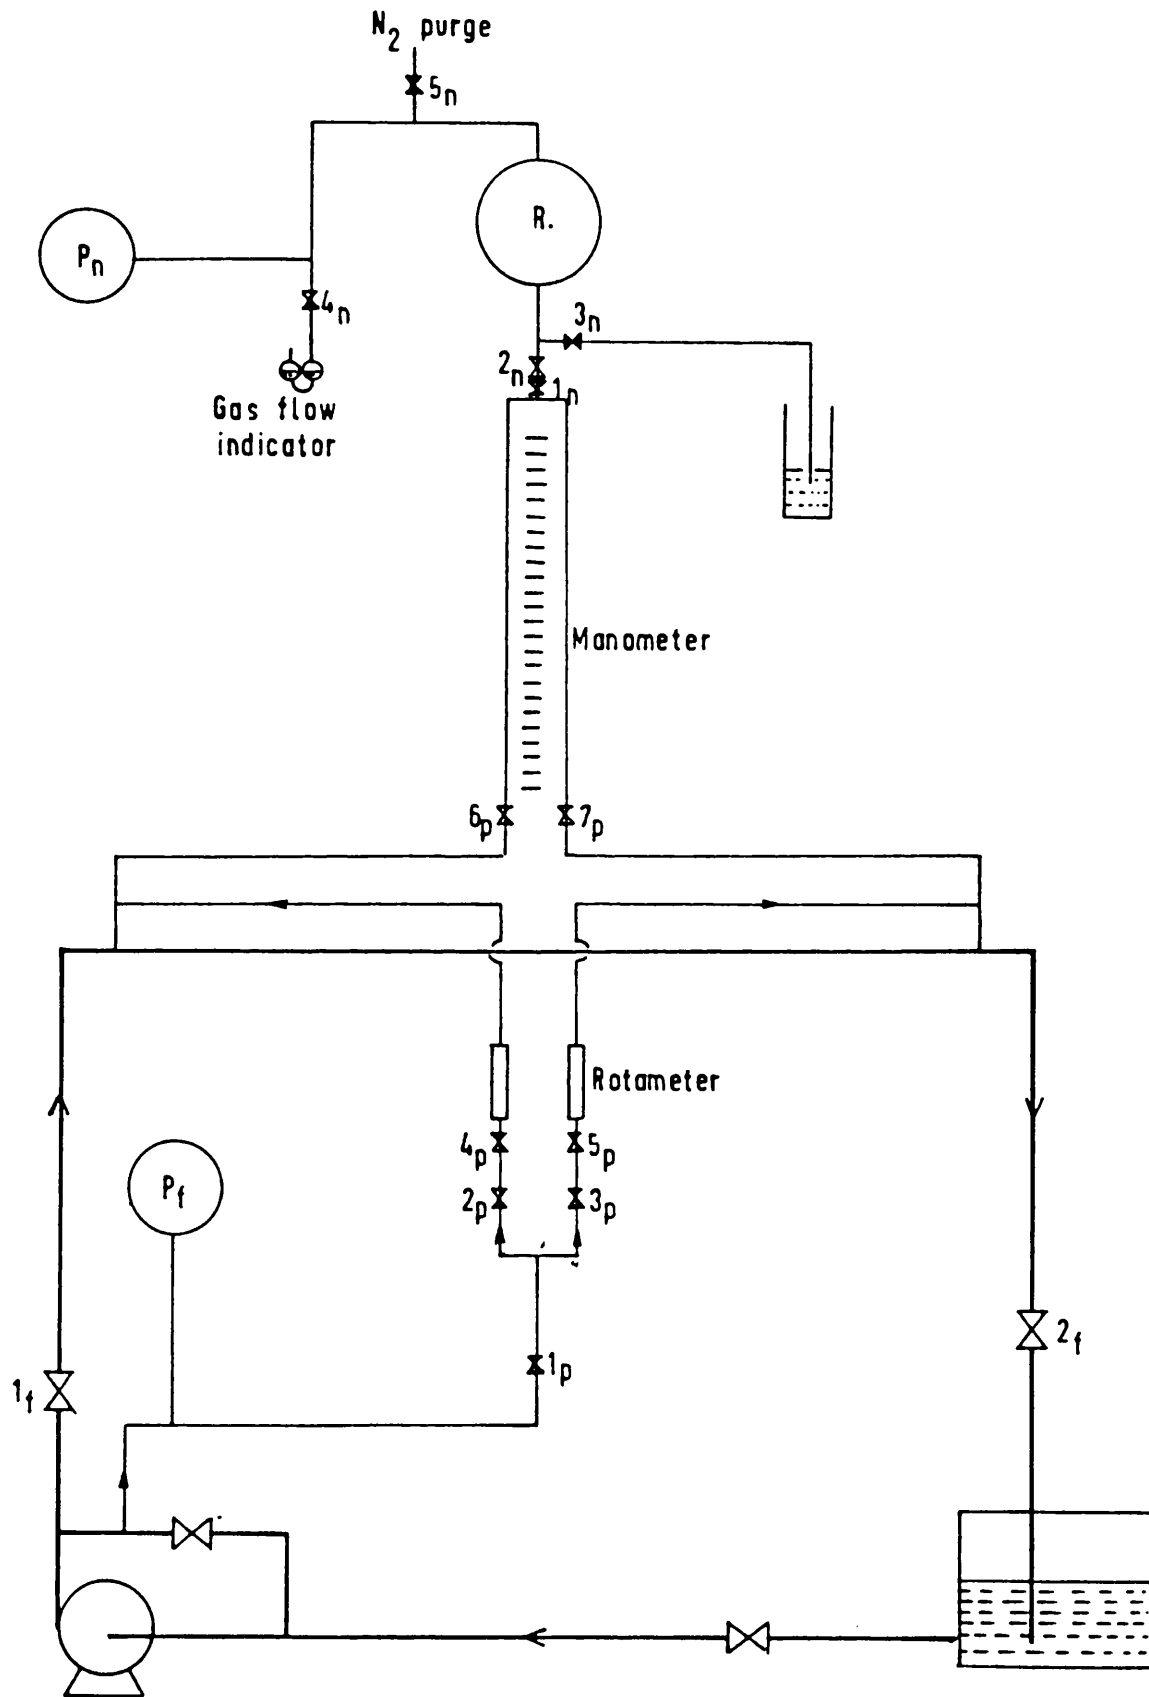 N2 purge
5n
R.
Pn
4n
3n
2n
1n
Gas flow
indicator
Manometer
6p
7p
Rotameter
4p
5p
Pf
2p
3p
2f
1p
1f